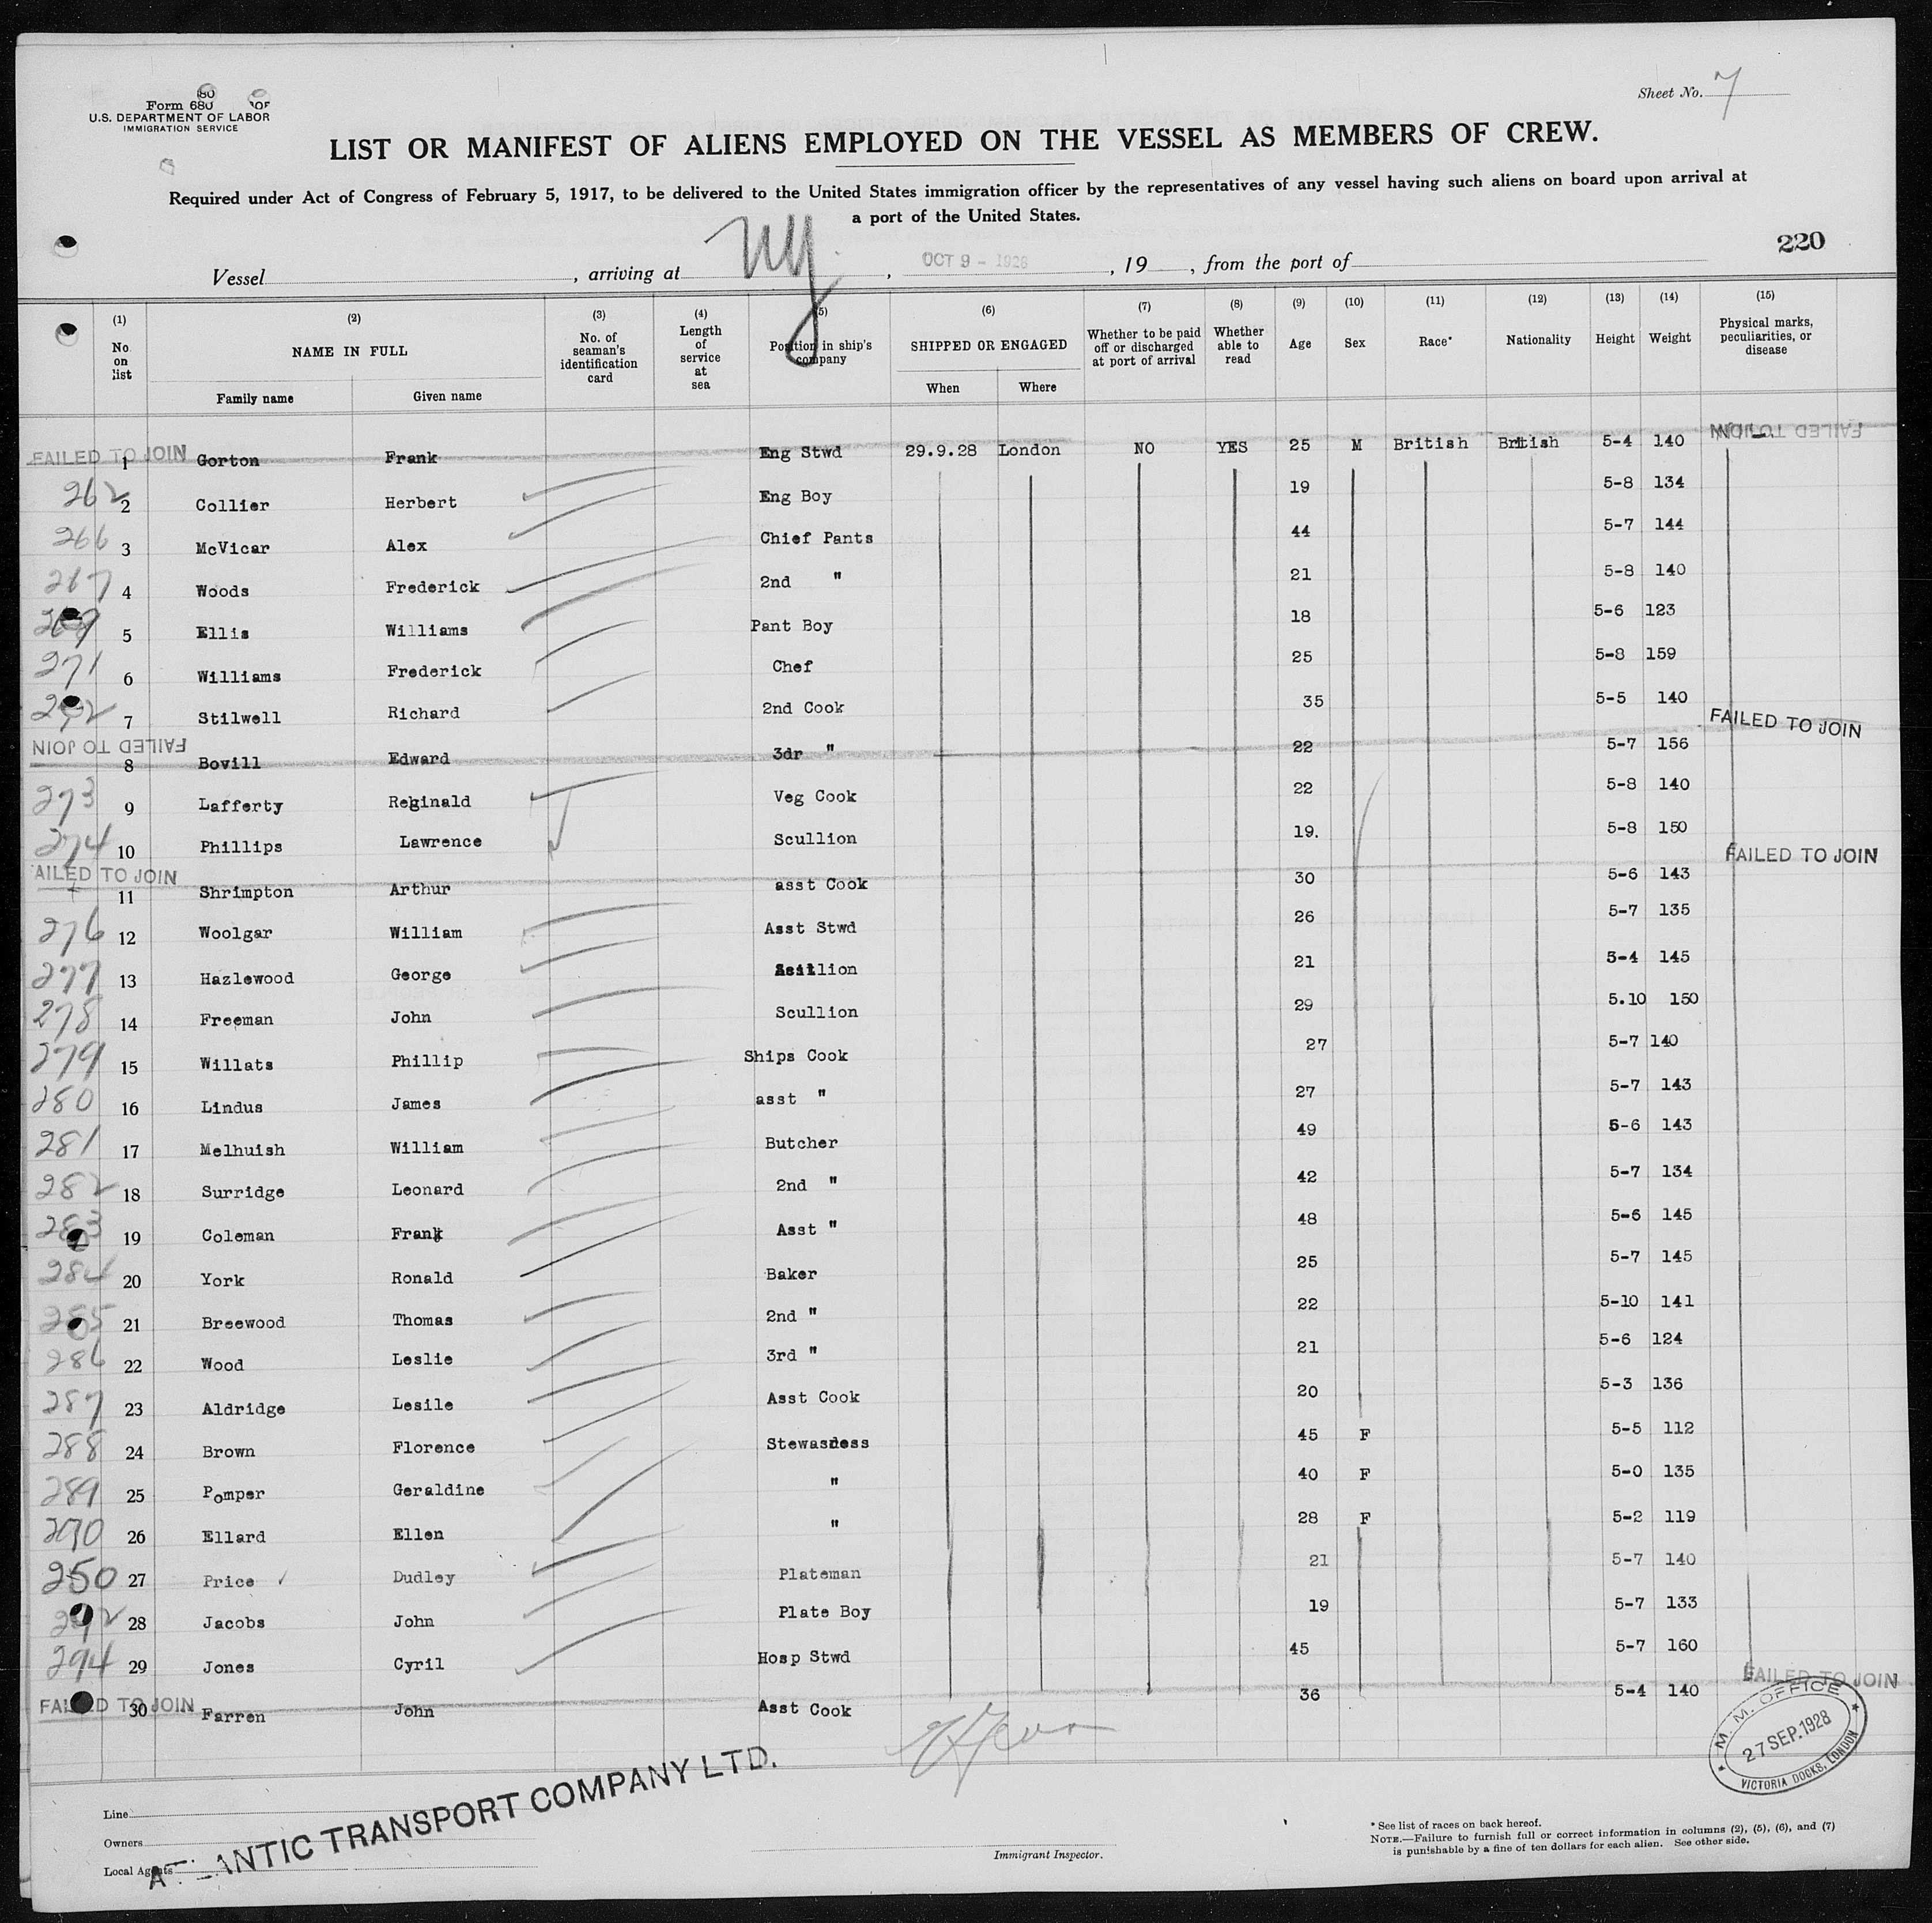 Form 680
U.S. DEPARTMENT OF LABOR
IMMIGRATION SERVICE
Sheet No. 7
LIST OR MANIFEST OF ALIENS EMPLOYED ON THE VESSEL AS MEMBERS OF CREW.
Required under Act of Congress of February 5, 1917, to be delivered to the United States immigration officer by the representatives of any vessel having such aliens on board upon arrival at
a port of the United States.
220
Vessel , arriving at NY , OCT 9 - 1928 , 19 , from the port of
(1) No. on list (2) NAME IN FULL Family name Given name (3) No. of seaman's identification card (4) Length of service at sea (5) Position in ship's company (6) SHIPPED OR ENGAGED When Where (7) Whether to be paid off or discharged at port of arrival (8) Whether able to read (9) Age (10) Sex (11) Race* (12) Nationality (13) Height (14) Weight (15) Physical marks, peculiarities, or disease
FAILED TO JOIN 1 Gorton Frank Eng Stwd 29.9.28 London NO YES 25 M British British 5-4 140 FAILED TO JOIN
262 2 Collier Herbert Eng Boy 19 5-8 134
266 3 McVicar Alex Chief Pants 44 5-7 144
267 4 Woods Frederick 2nd " 21 5-8 140
269 5 Ellis Williams Pant Boy 18 5-6 123
271 6 Williams Frederick Chef 25 5-8 159
272 7 Stilwell Richard 2nd Cook 35 5-5 140
FAILED TO JOIN 8 Bovill Edward 3dr " 22 5-7 156 FAILED TO JOIN
273 9 Lafferty Reginald Veg Cook 22 5-8 140
274 10 Phillips Lawrence Scullion 19. 5-8 150
AILED TO JOIN 11 Shrimpton Arthur asst Cook 30 5-6 143 FAILED TO JOIN
276 12 Woolgar William Asst Stwd 26 5-7 135
277 13 Hazlewood George 21 5-4 145
278 14 Freeman John Scullion 29 5.10 150
279 15 Willats Phillip Ships Cook 27 5-7 140
280 16 Lindus James asst " 27 5-7 143
281 17 Melhuish William Butcher 49 5-6 143
282 18 Surridge Leonard 2nd " 42 5-7 134
283 19 Coleman Frank Asst " 48 5-6 145
284 20 York Ronald Baker 25 5-7 145
285 21 Breewood Thomas 2nd " 22 5-10 141
286 22 Wood Leslie 3rd " 21 5-6 124
287 23 Aldridge Lesile Asst Cook 20 5-3 136
288 24 Brown Florence Stewasdess 45 F 5-5 112
289 25 Pomper Geraldine " 40 F 5-0 135
290 26 Ellard Ellen " 28 F 5-2 119
250 27 Price Dudley Plateman 21 5-7 140
292 28 Jacobs John Plate Boy 19 5-7 133
294 29 Jones Cyril Hosp Stwd 45 5-7 160
FAILED TO JOIN 30 Farren John Asst Cook 36 5-4 140 FAILED TO JOIN
M. M. OFFICE
27 SEP. 1928
VICTORIA DOCKS, LONDON
ATLANTIC TRANSPORT COMPANY LTD.
Line
Owners
Local Agents
Immigrant Inspector.
* See list of races on back hereof.
NOTE.—Failure to furnish full or correct information in columns (2), (5), (6), and (7)
is punishable by a fine of ten dollars for each alien. See other side.